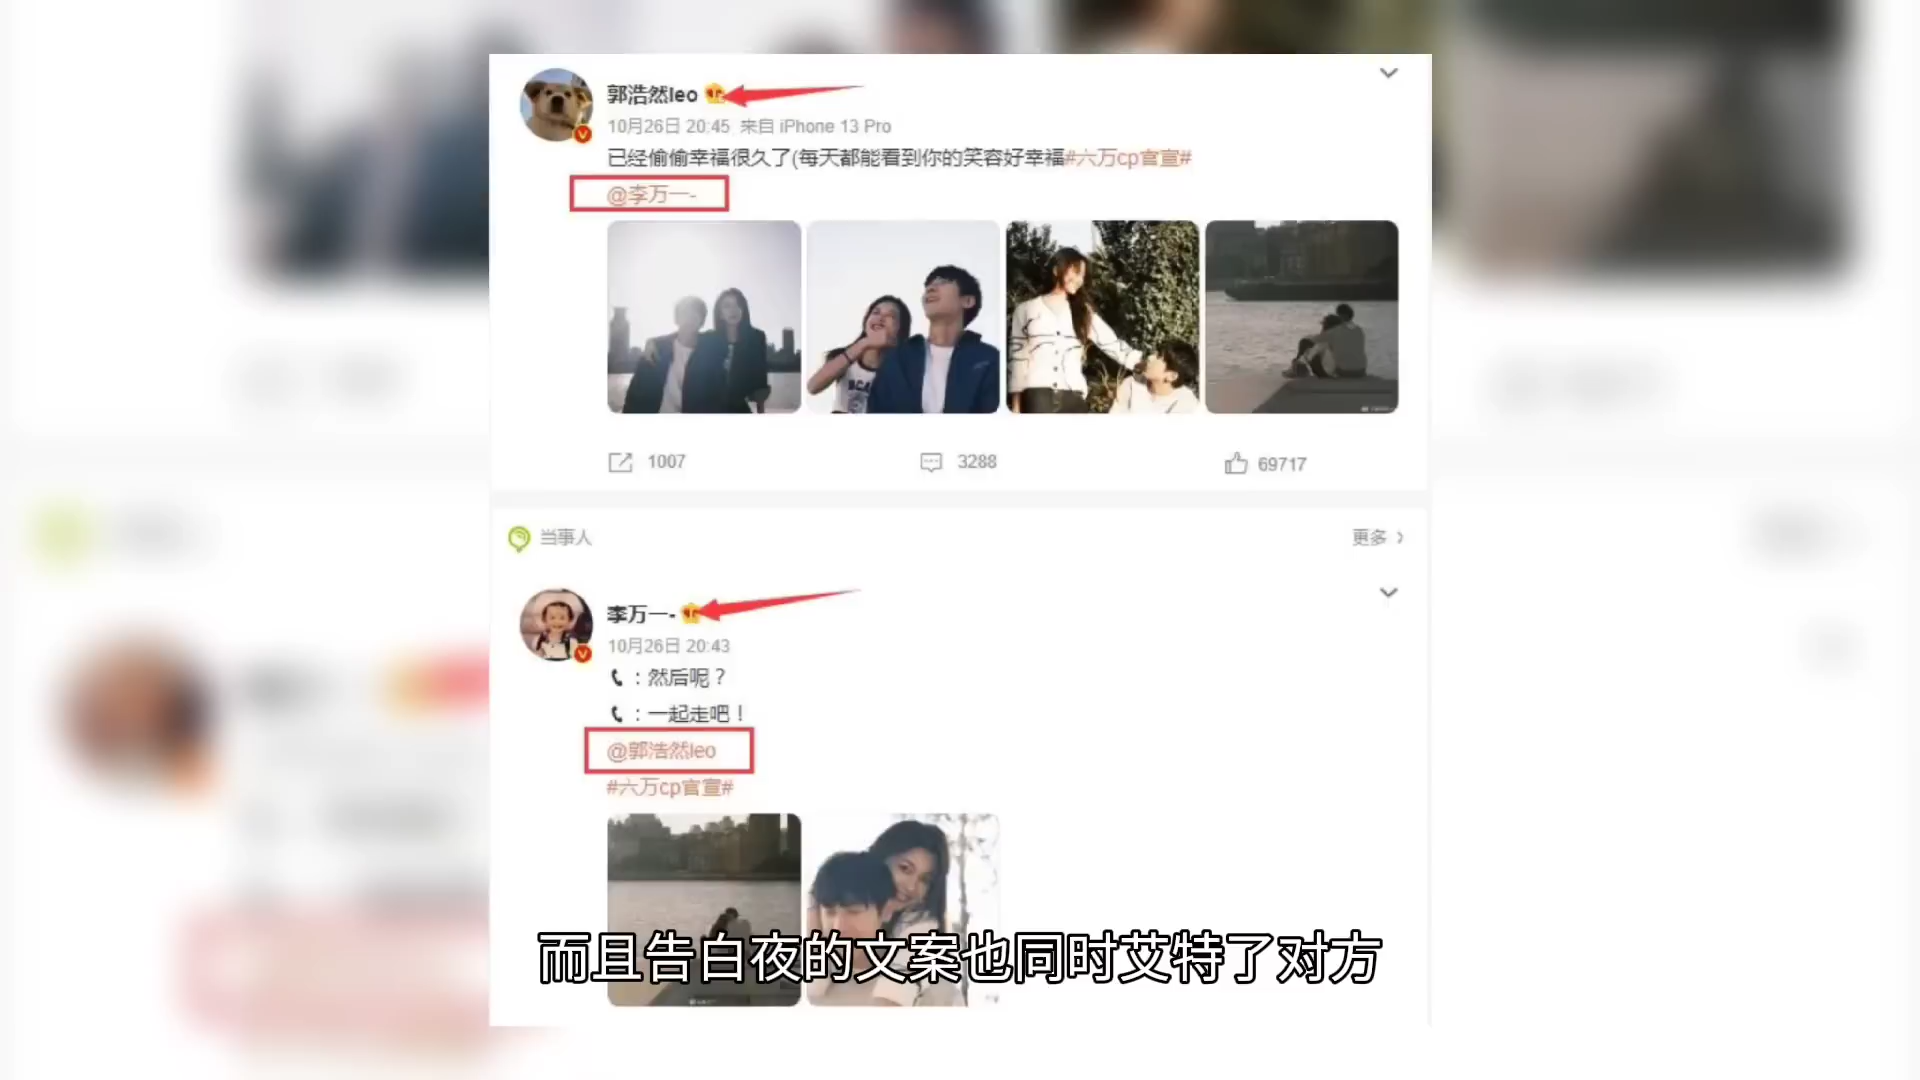 郭浩然leo
10月26日 20:45 来自 iPhone 13 Pro
已经偷偷幸福很久了(每天都能看到你的笑容好幸福#六万cp官宣#
@李万一-
1007
3288
69717
当事人
更多
李万一-
10月26日 20:43
:然后呢?
:一起走吧!
@郭浩然leo
#六万cp官宣#
而且告白夜的文案也同时艾特了对方